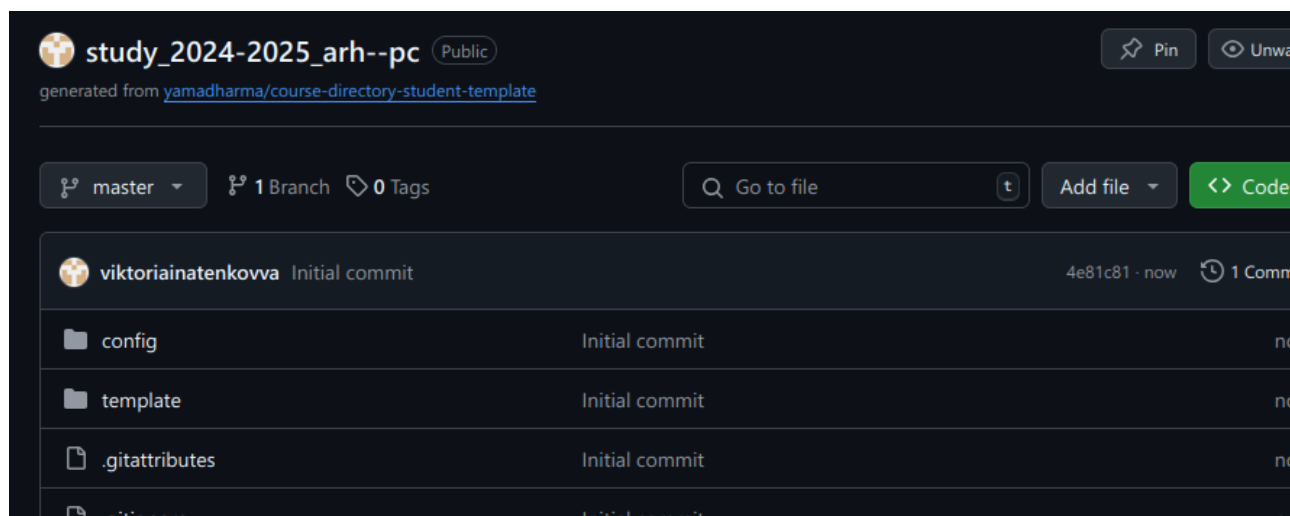 study_2024-2025_arh--pc Public Pin
generated from yamadharma/course-directory-student-template
master 1 Branch 0 Tags Go to file t Add file Code
viktoriainatenkovva Initial commit 4e81c81 · now 1
config Initial commit
template Initial commit
.gitattributes Initial commit